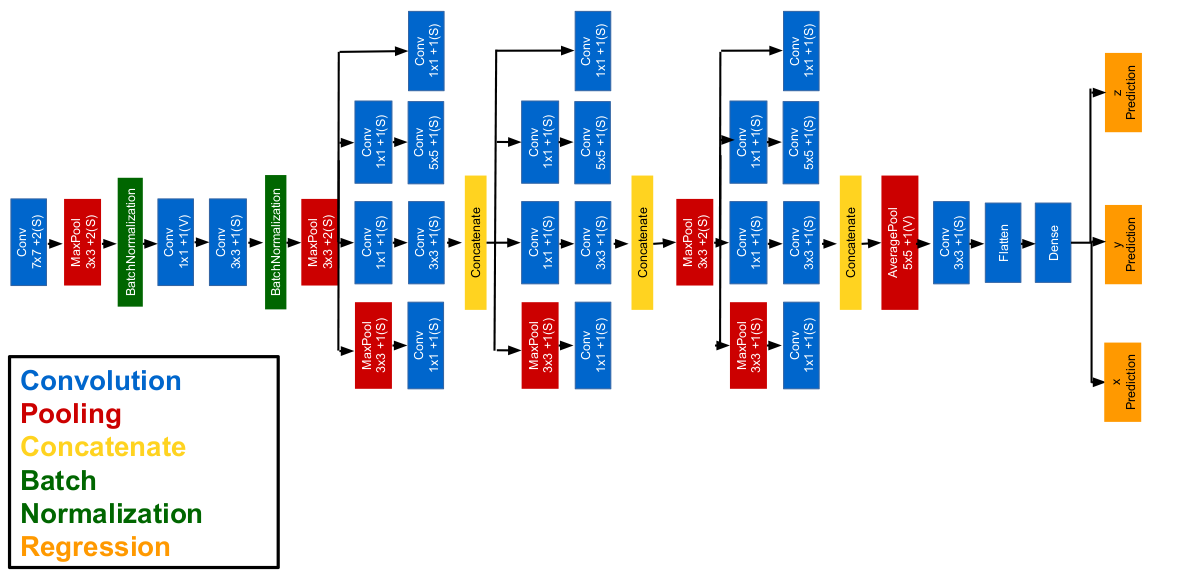 Conv
7x7 +2(S)
MaxPool
3x3 +2(S)
BatchNormalization
Conv
1x1 +1(V)
Conv
3x3 +1(S)
BatchNormalization
MaxPool
3x3 +2(S)
Conv
1x1 +1(S)
Conv
1x1 +1(S)
Conv
5x5 +1(S)
Conv
1x1 +1(S)
Conv
3x3 +1(S)
MaxPool
3x3 +1(S)
Conv
1x1 +1(S)
Concatenate
Conv
1x1 +1(S)
Conv
1x1 +1(S)
Conv
5x5 +1(S)
Conv
1x1 +1(S)
Conv
3x3 +1(S)
MaxPool
3x3 +1(S)
Conv
1x1 +1(S)
Concatenate
MaxPool
3x3 +2(S)
Conv
1x1 +1(S)
Conv
1x1 +1(S)
Conv
5x5 +1(S)
Conv
1x1 +1(S)
Conv
3x3 +1(S)
MaxPool
3x3 +1(S)
Conv
1x1 +1(S)
Concatenate
AveragePool
5x5 +1(V)
Conv
3x3 +1(S)
Flatten
Dense
z
Prediction
y
Prediction
x
Prediction
Convolution
Pooling
Concatenate
Batch
Normalization
Regression